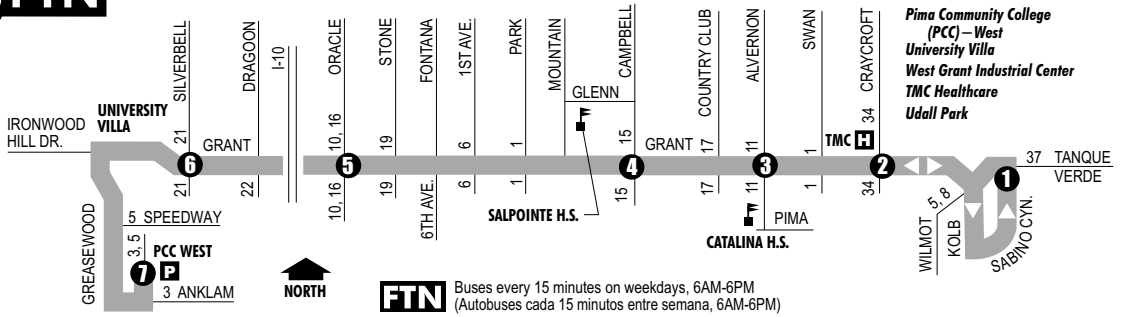 FTN
Pima Community College
(PCC) – West
University Villa
West Grant Industrial Center
TMC Healthcare
Udall Park
SILVERBELL
DRAGOON
I-10
ORACLE
STONE
FONTANA
1ST AVE.
PARK
MOUNTAIN
CAMPBELL
COUNTRY CLUB
ALVERNON
SWAN
CRAYCROFT
GLENN
IRONWOOD
HILL DR.
UNIVERSITY
VILLA
21
GRANT
10, 16
19
6
1
15
GRANT
17
11
1
34
TMC H
6
5
4
3
2
1
37 TANQUE
VERDE
21
22
10, 16
19
6TH AVE.
6
1
15
17
11
1
34
SALPOINTE H.S.
PIMA
CATALINA H.S.
5, 8
WILMOT
KOLB
SABINO CYN.
GREASEWOOD
5 SPEEDWAY
3, 5
PCC WEST
7 P
3 ANKLAM
NORTH
FTN Buses every 15 minutes on weekdays, 6AM-6PM
(Autobuses cada 15 minutos entre semana, 6AM-6PM)